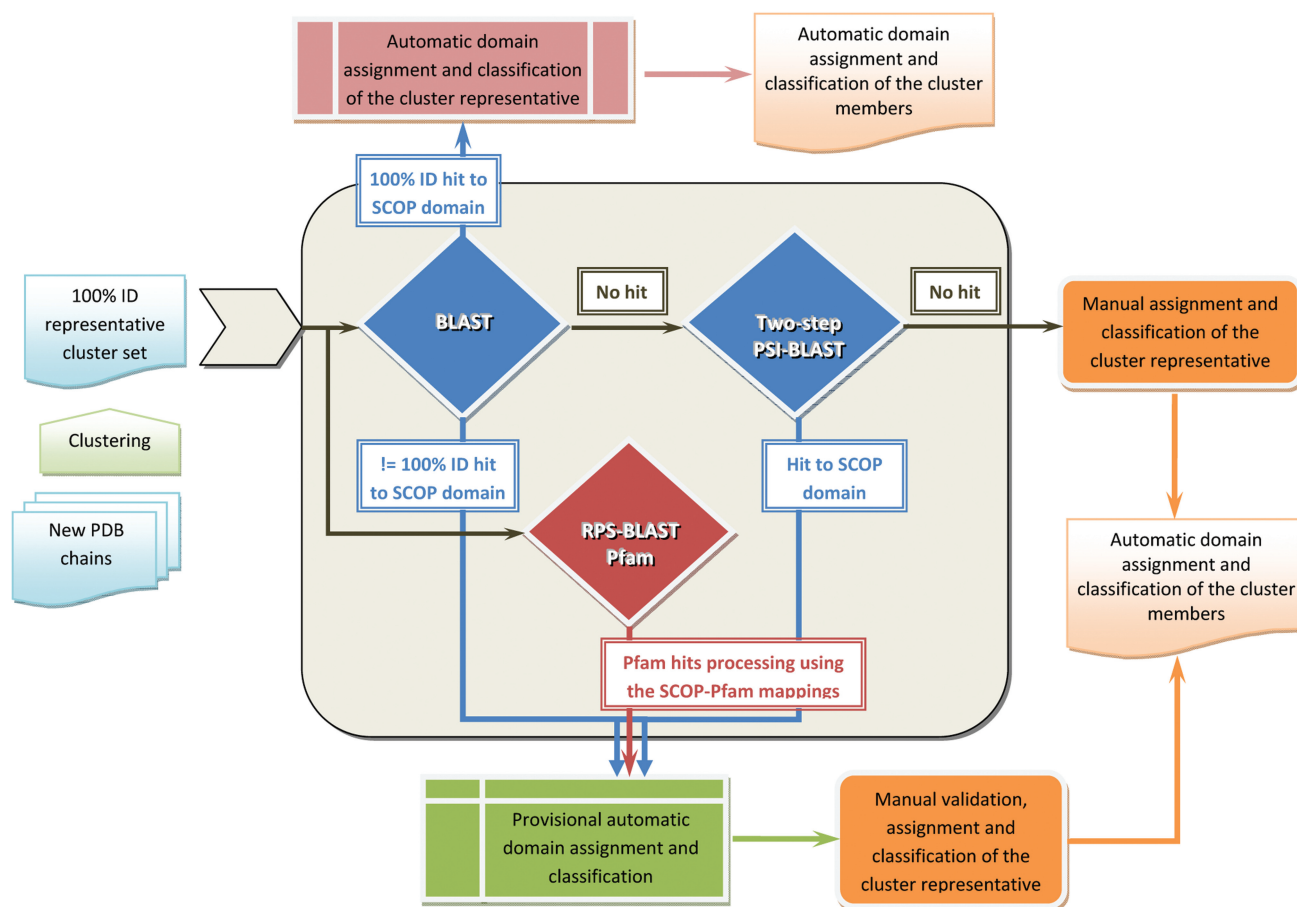 Automatic domain
assignment and classification
of the cluster representative
Automatic domain
assignment and
classification of the cluster
members
100% ID hit to
SCOP domain
100% ID
representative
cluster set
BLAST
No hit
Two-step
PSI-BLAST
No hit
Manual assignment and
classification of the
cluster representative
Clustering
!= 100% ID hit
to SCOP domain
Hit to SCOP
domain
New PDB
chains
RPS-BLAST
Pfam
Automatic domain
assignment and
classification of the cluster
members
Pfam hits processing using
the SCOP-Pfam mappings
Provisional automatic
domain assignment and
classification
Manual validation,
assignment and
classification of the
cluster representative